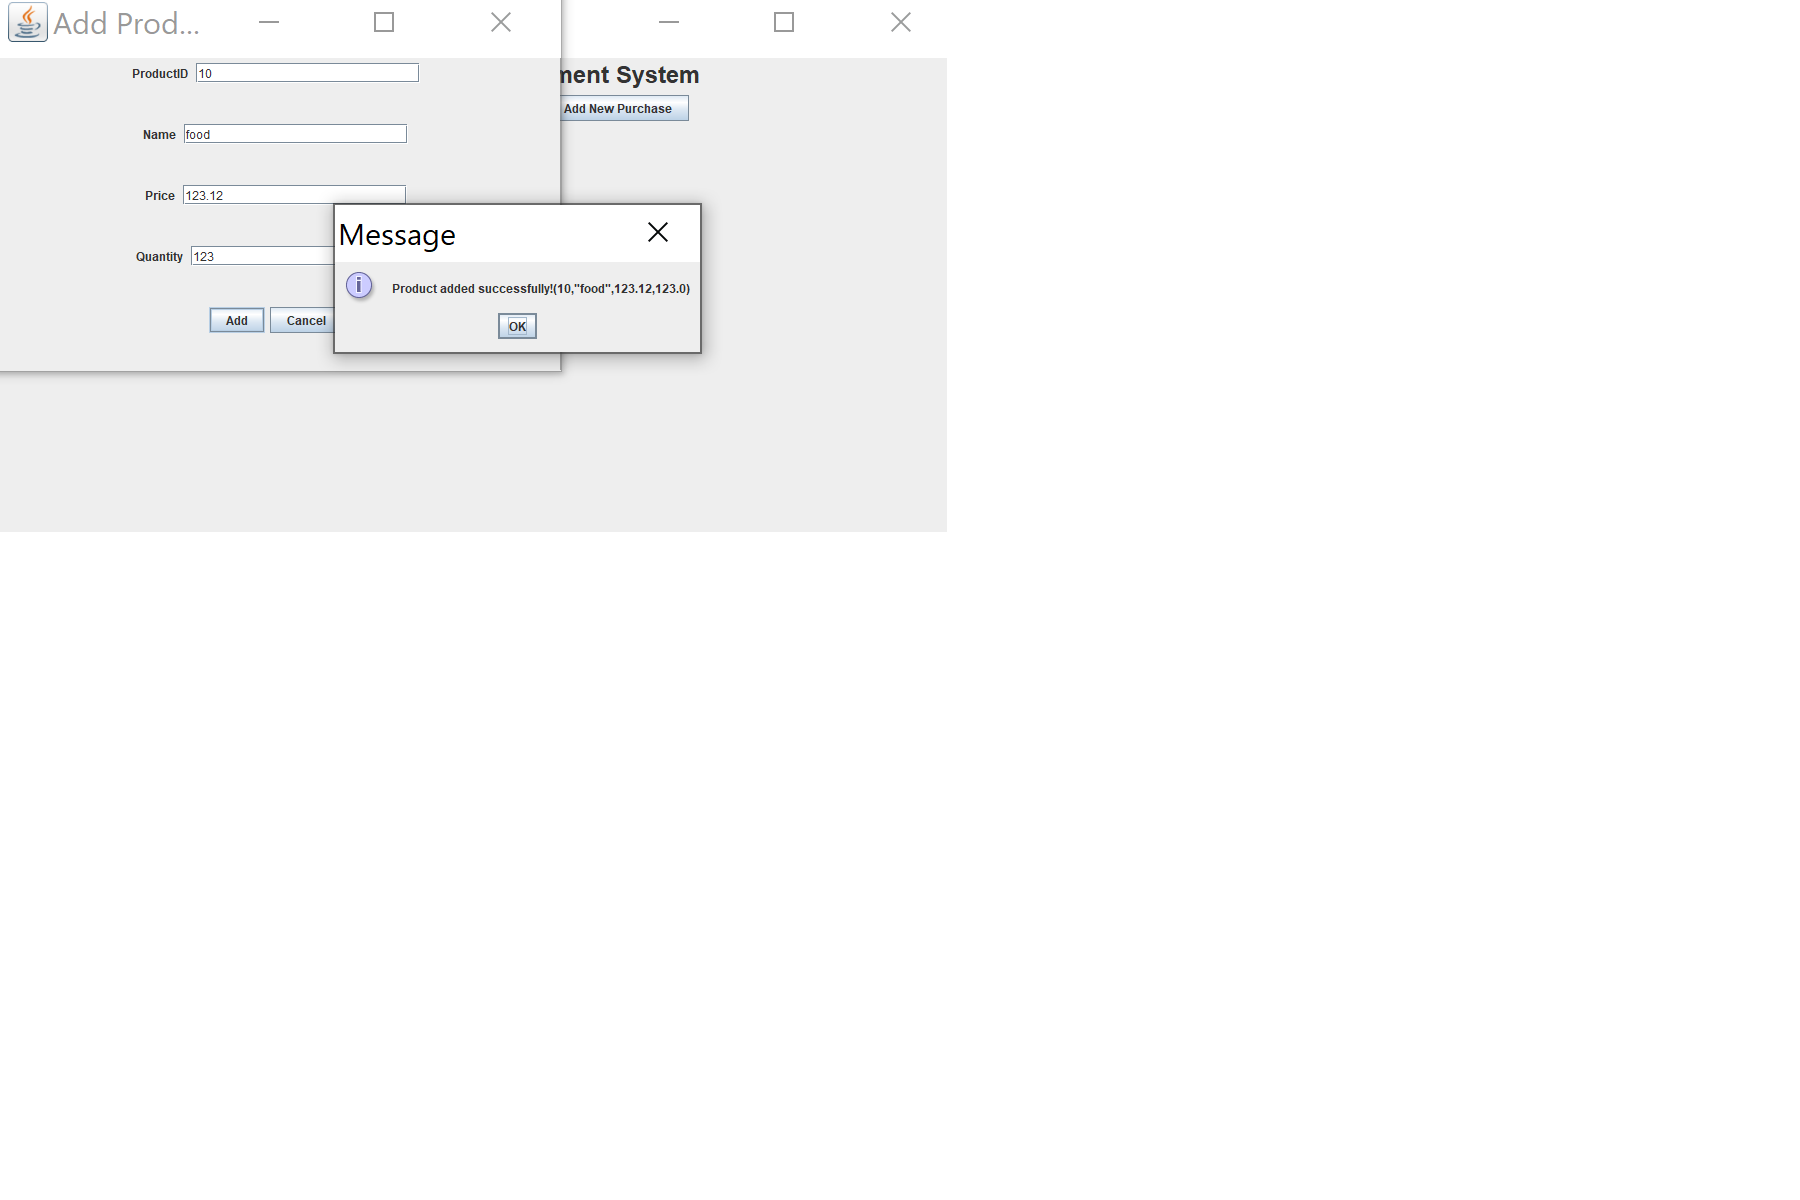 Add Prod...
ProductID 10
ment System
Add New Purchase
Name food
Price 123.12
Message
Quantity 123
Product added successfully!(10,"food",123.12,123.0)
Add Cancel
OK